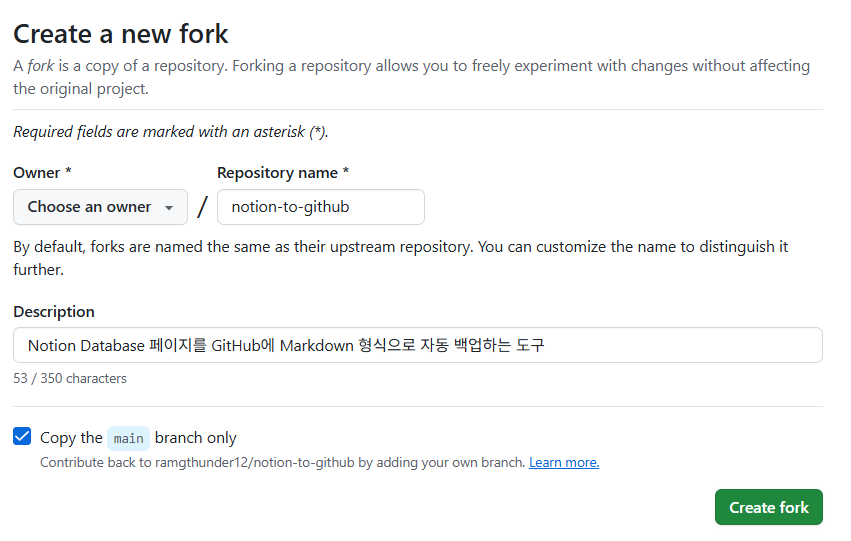 Create a new fork
A fork is a copy of a repository. Forking a repository allows you to freely experiment with changes without affecting
the original project.
Required fields are marked with an asterisk (*).
Owner *
Repository name *
Choose an owner
/
notion-to-github
By default, forks are named the same as their upstream repository. You can customize the name to distinguish it
further.
Description
Notion Database 페이지를 GitHub에 Markdown 형식으로 자동 백업하는 도구
53 / 350 characters
Copy the main branch only
Contribute back to ramgthunder12/notion-to-github by adding your own branch. Learn more.
Create fork